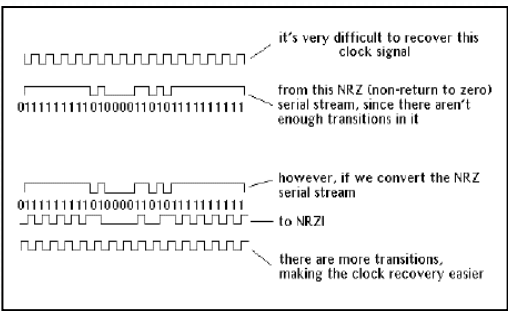 it's very difficult to recover this
clock signal
from this NRZ (non-return to zero)
serial stream, since there aren't
enough transitions in it
0111111111010000110101111111111
however, if we convert the NRZ
serial stream
0111111111010000110101111111111
to NRZI
there are more transitions,
making the clock recovery easier